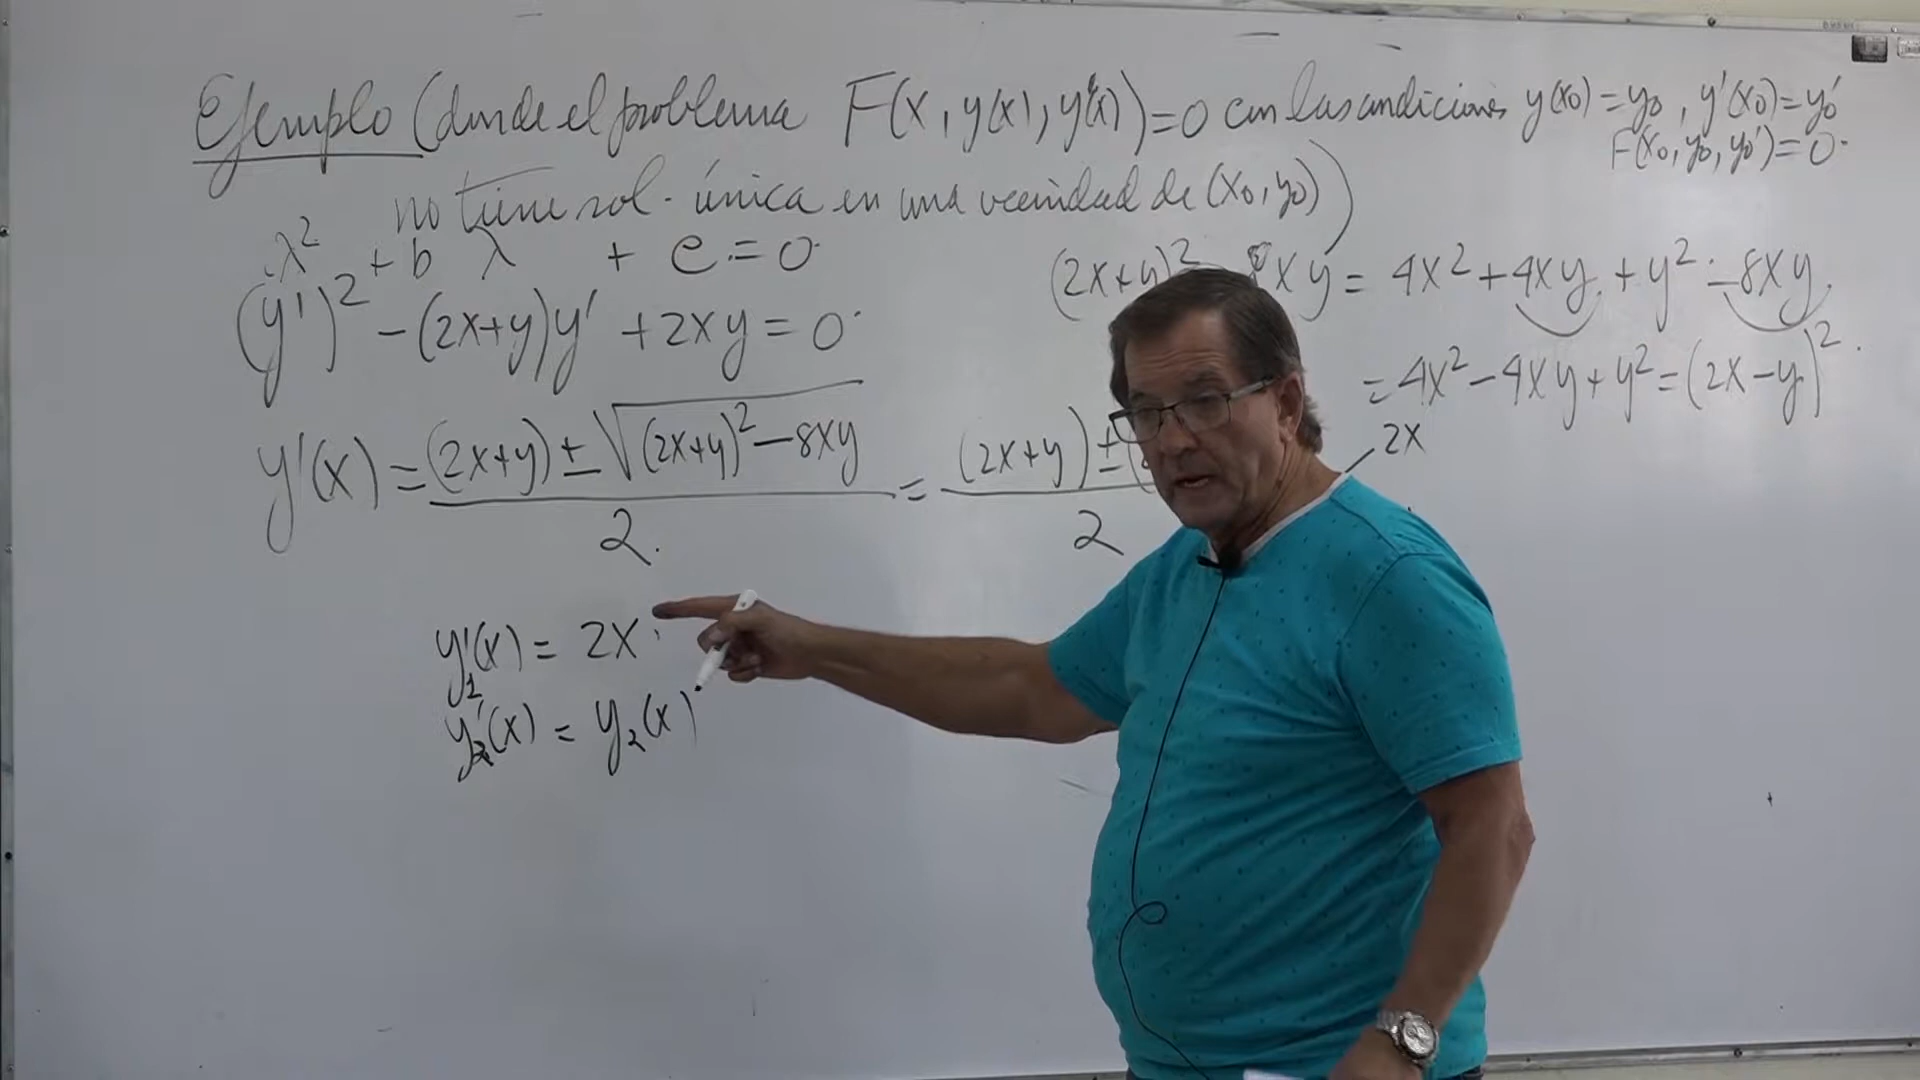 Ejemplo (donde el problema F(x, y(x), y'(x))=0 con las condiciones y(x₀)=y₀, y'(x₀)=y₀'
F(x₀, y₀, y₀')=0.
no tiene sol. única en una vecindad de (x₀, y₀))
λ² + b λ + c = 0
(2x+y)² - 8xy = 4x² + 4xy + y² - 8xy
(y')² - (2x+y)y' + 2xy = 0
= 4x² - 4xy + y² = (2x-y)².
y'(x) = (2x+y) ± √((2x+y)² - 8xy) / 2. = (2x+y) ± ( / 2
2x
y₁'(x) = 2x
y₂'(x) = y₂(x)